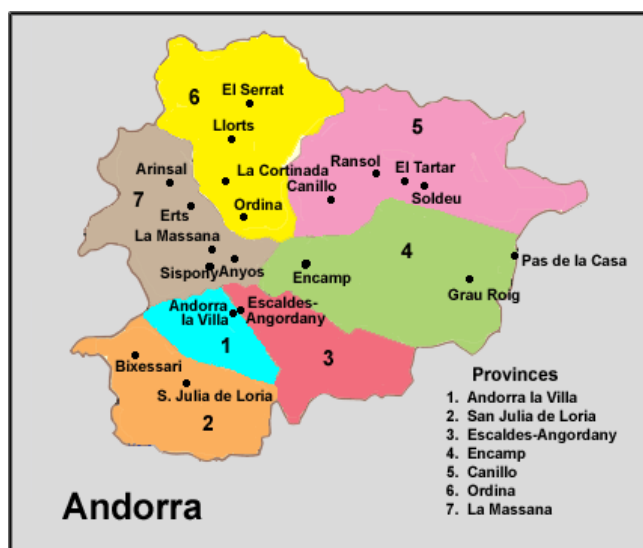 6
El Serrat
Llorts
5
Arinsal
La Cortinada
Ransol
El Tartar
7
Canillo
Soldeu
Erts
Ordina
La Massana
4
Sispony
Anyos
Encamp
Pas de la Casa
Grau Roig
Andorra
la Villa
Escaldes-
Angordany
1
3
Bixessari
S. Julia de Loria
2
Provinces
1. Andorra la Villa
2. San Julia de Loria
3. Escaldes-Angordany
4. Encamp
5. Canillo
6. Ordina
7. La Massana
Andorra